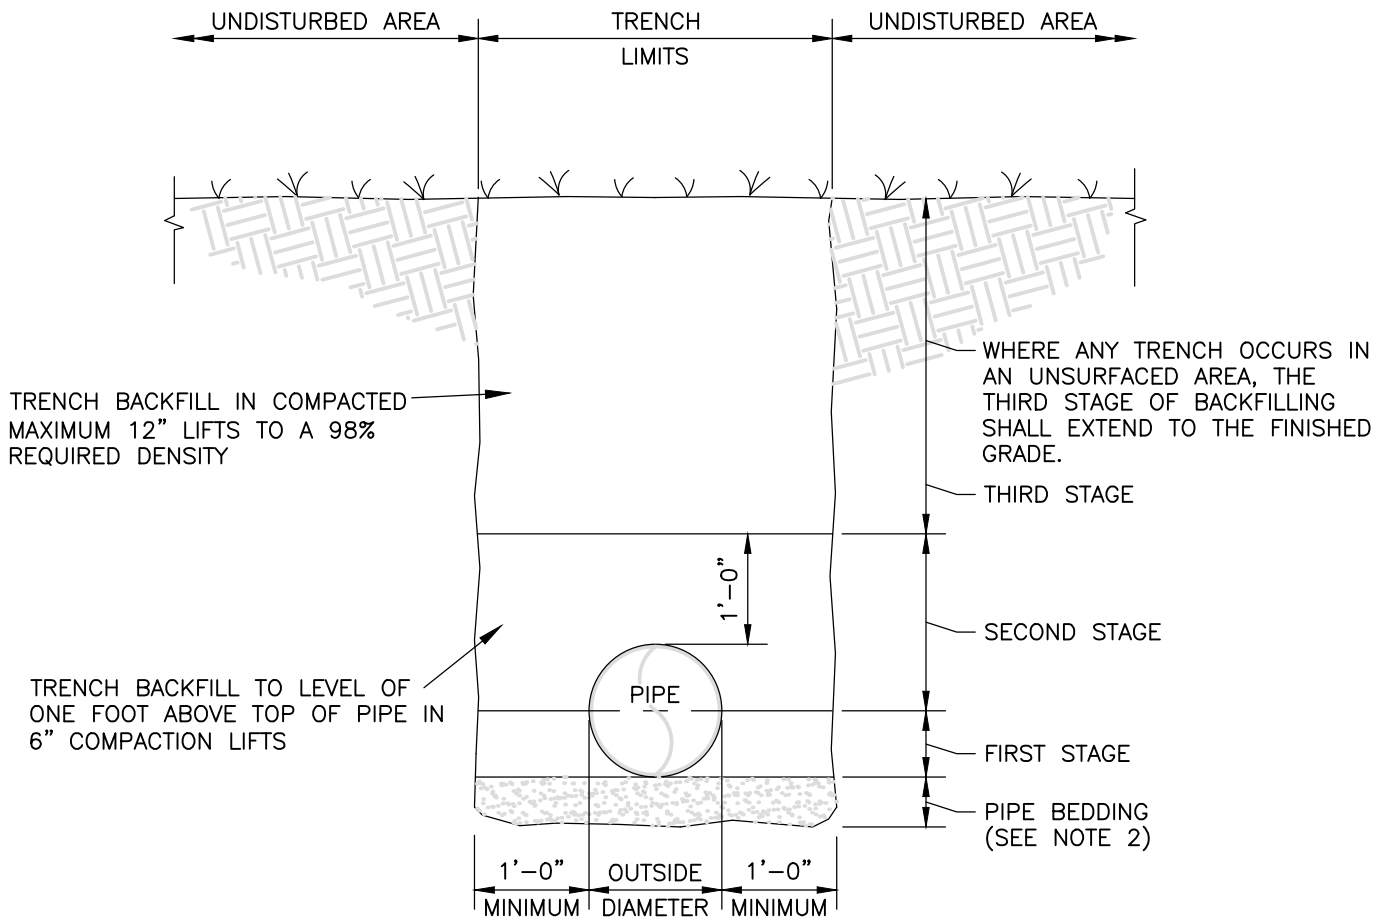 UNDISTURBED AREA
TRENCH
LIMITS
UNDISTURBED AREA
WHERE ANY TRENCH OCCURS IN
AN UNSURFACED AREA, THE
THIRD STAGE OF BACKFILLING
SHALL EXTEND TO THE FINISHED
GRADE.
TRENCH BACKFILL IN COMPACTED
MAXIMUM 12" LIFTS TO A 98%
REQUIRED DENSITY
THIRD STAGE
1'-0"
SECOND STAGE
TRENCH BACKFILL TO LEVEL OF
ONE FOOT ABOVE TOP OF PIPE IN
6" COMPACTION LIFTS
PIPE
FIRST STAGE
PIPE BEDDING
(SEE NOTE 2)
1'-0"
MINIMUM
OUTSIDE
DIAMETER
1'-0"
MINIMUM